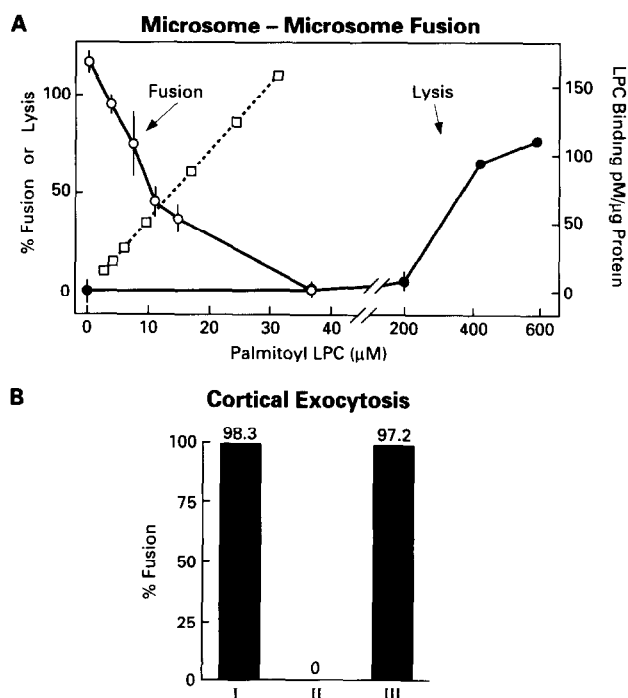 A
Microsome – Microsome Fusion
% Fusion or Lysis
100
50
0
Fusion
Lysis
150
100
50
0
LPC Binding pM/μg Protein
0 10 20 30 40 200 400 600
Palmitoyl LPC (μM)
B
Cortical Exocytosis
% Fusion
100
75
50
25
0
98.3
0
97.2
I II III